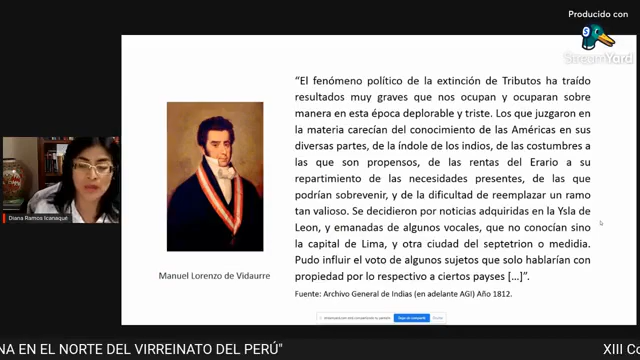 Producido con
StreamYard
“El fenómeno político de la extinción de Tributos ha traído
resultados muy graves que nos ocupan y ocuparan sobre
manera en esta época deplorable y triste. Los que juzgaron en
la materia carecían del conocimiento de las Américas en sus
diversas partes, de la índole de los indios, de las costumbres a
las que son propensos, de las rentas del Erario a su
repartimiento de las necesidades presentes, de las que
podrían sobrevenir, y de la dificultad de reemplazar un ramo
tan valioso. Se decidieron por noticias adquiridas en la Ysla de
Leon, y emanadas de algunos vocales, que no conocían sino
la capital de Lima, y otra ciudad del septetrion o medidia.
Pudo influir el voto de algunos sujetos que solo hablarían con
propiedad por lo respectivo a ciertos payses […]”.
Fuente: Archivo General de Indias (en adelante AGI) Año 1812.
Manuel Lorenzo de Vidaurre
Diana Ramos Icanaqué
NA EN EL NORTE DEL VIRREINATO DEL PERÚ"
XIII Co